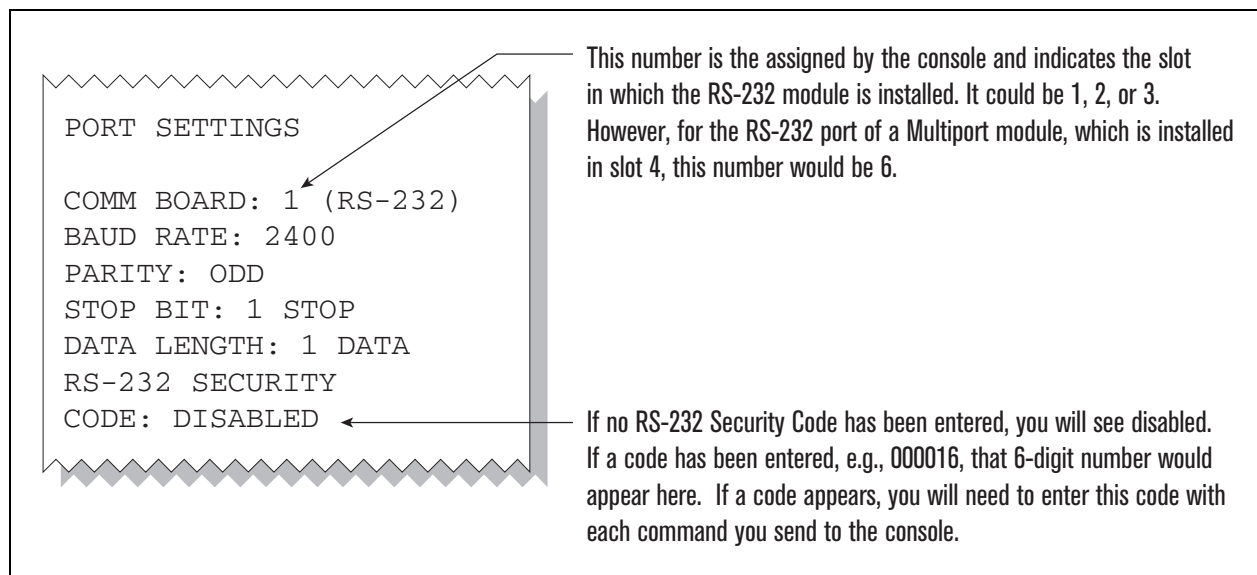 PORT SETTINGS
COMM BOARD: 1 (RS-232)
BAUD RATE: 2400
PARITY: ODD
STOP BIT: 1 STOP
DATA LENGTH: 1 DATA
RS-232 SECURITY
CODE: DISABLED
This number is the assigned by the console and indicates the slot
in which the RS-232 module is installed. It could be 1, 2, or 3.
However, for the RS-232 port of a Multiport module, which is installed
in slot 4, this number would be 6.
If no RS-232 Security Code has been entered, you will see disabled.
If a code has been entered, e.g., 000016, that 6-digit number would
appear here. If a code appears, you will need to enter this code with
each command you send to the console.